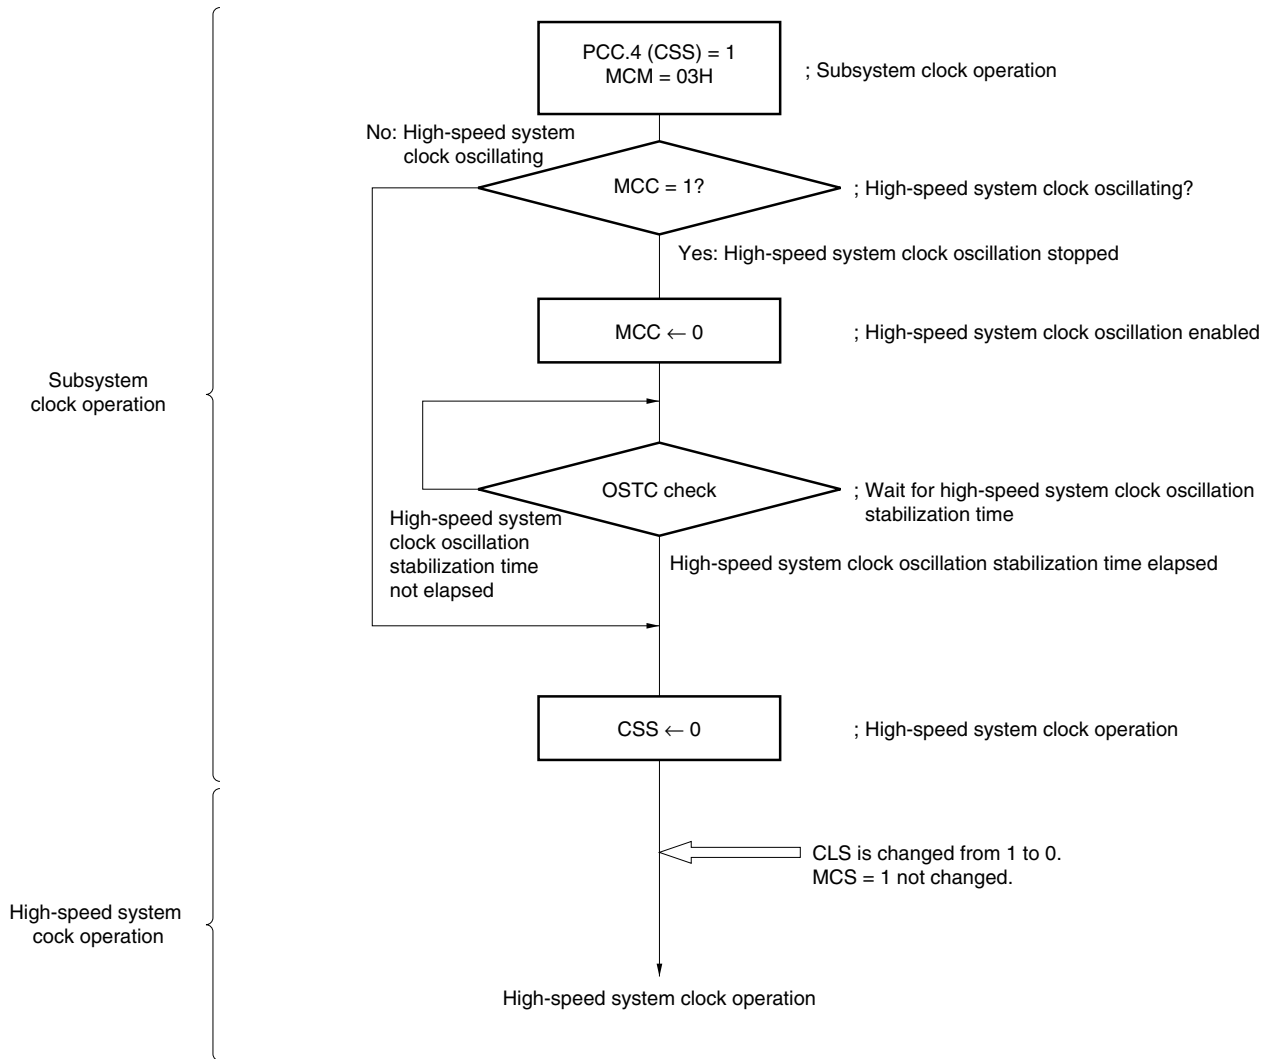 PCC.4 (CSS) = 1
MCM = 03H
; Subsystem clock operation
No: High-speed system
clock oscillating
MCC = 1?
; High-speed system clock oscillating?
Yes: High-speed system clock oscillation stopped
MCC ← 0
; High-speed system clock oscillation enabled
Subsystem
clock operation
OSTC check
; Wait for high-speed system clock oscillation
stabilization time
High-speed system
clock oscillation
stabilization time
not elapsed
High-speed system clock oscillation stabilization time elapsed
CSS ← 0
; High-speed system clock operation
CLS is changed from 1 to 0.
MCS = 1 not changed.
High-speed system
cock operation
High-speed system clock operation